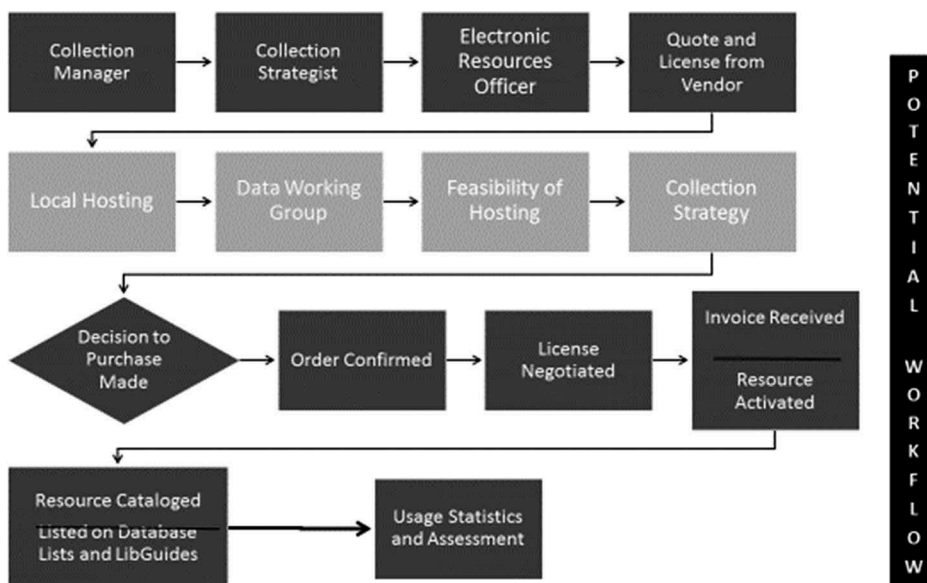 Collection
Manager
Collection
Strategist
Electronic
Resources
Officer
Quote and
License from
Vendor
Local Hosting
Data Working
Group
Feasibility of
Hosting
Collection
Strategy
Decision to
Purchase
Made
Order Confirmed
License
Negotiated
Invoice Received
Resource
Activated
Resource Cataloged
Listed on Database
Lists and LibGuides
Usage Statistics
and Assessment
POTENTIAL WORKFLOW